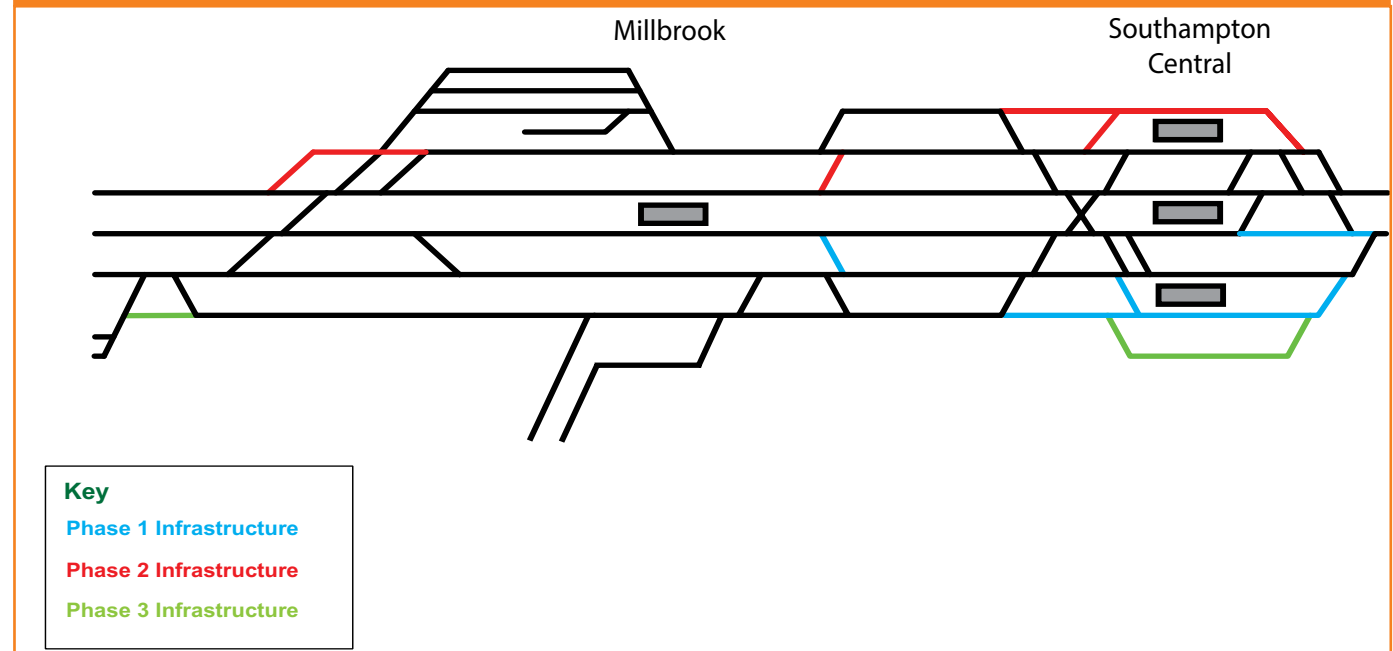 Millbrook
Southampton
Central
Key
Phase 1 Infrastructure
Phase 2 Infrastructure
Phase 3 Infrastructure